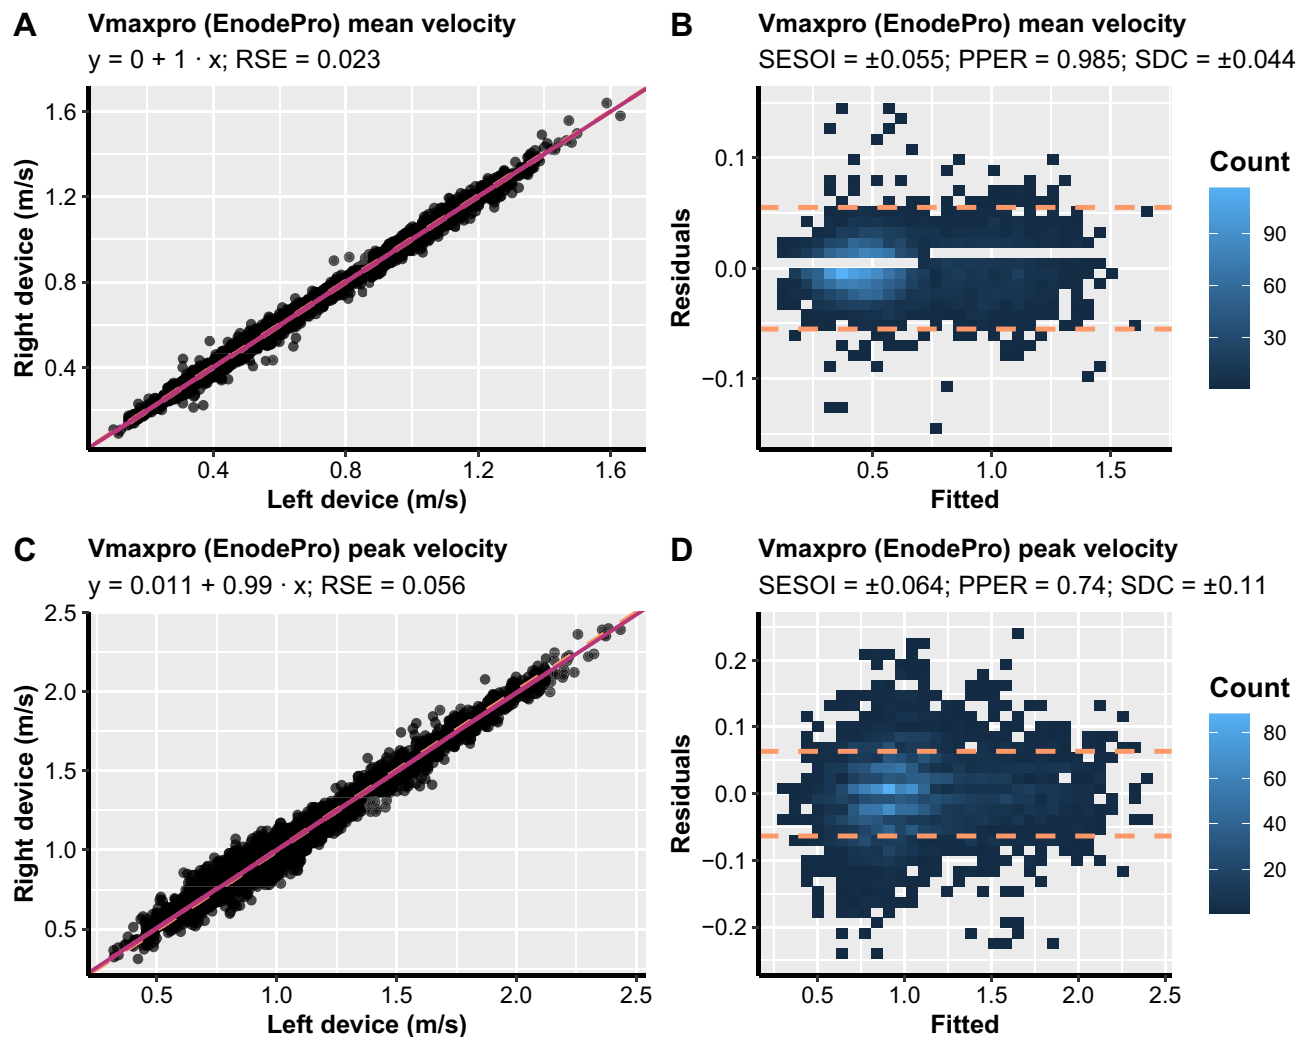 A
Vmaxpro (EnodePro) mean velocity
y = 0 + 1 · x; RSE = 0.023
1.6
1.2
0.8
0.4
Right device (m/s)
0.4
0.8
1.2
1.6
Left device (m/s)
B
Vmaxpro (EnodePro) mean velocity
SESOI = ±0.055; PPER = 0.985; SDC = ±0.044
0.1
0.0
−0.1
Residuals
0.5
1.0
1.5
Fitted
Count
90
60
30
C
Vmaxpro (EnodePro) peak velocity
y = 0.011 + 0.99 · x; RSE = 0.056
2.5
2.0
1.5
1.0
0.5
Right device (m/s)
0.5
1.0
1.5
2.0
2.5
Left device (m/s)
D
Vmaxpro (EnodePro) peak velocity
SESOI = ±0.064; PPER = 0.74; SDC = ±0.11
0.2
0.1
0.0
−0.1
−0.2
Residuals
0.5
1.0
1.5
2.0
2.5
Fitted
Count
80
60
40
20